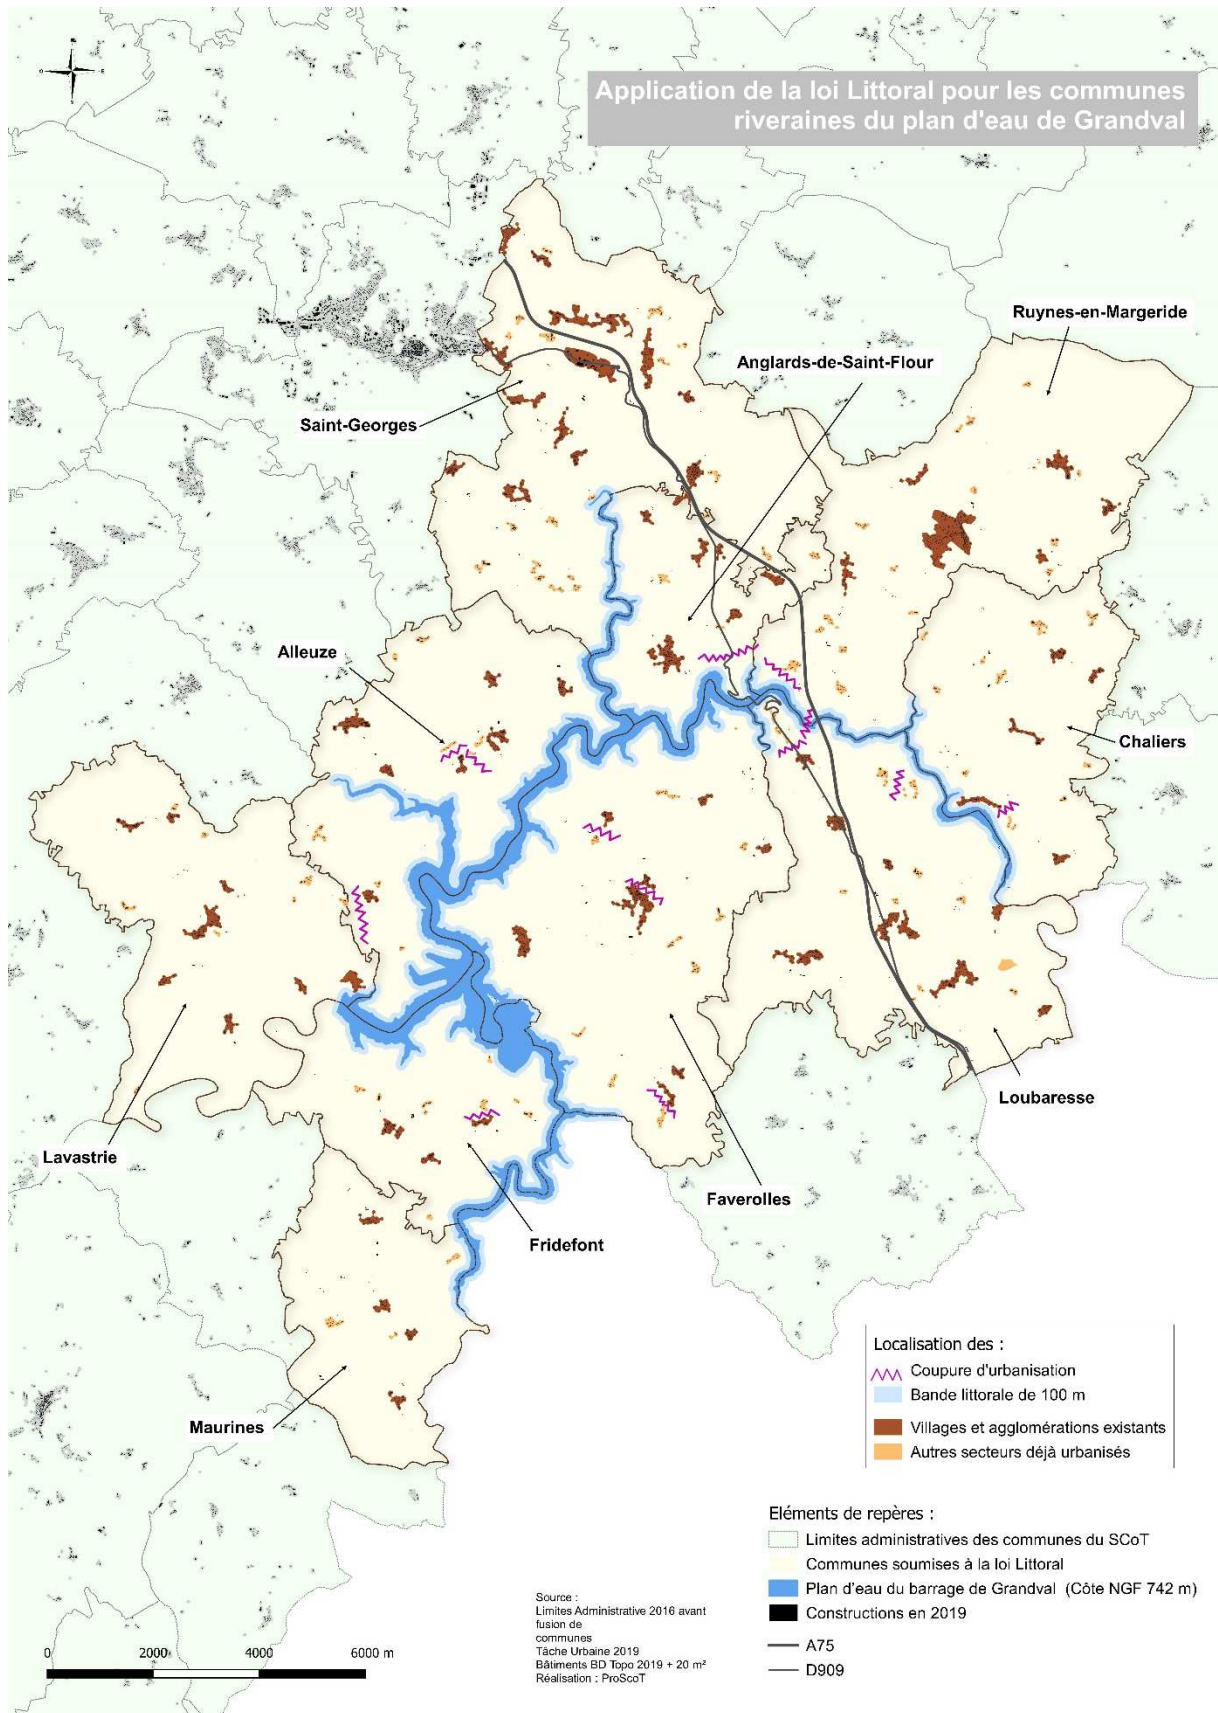 Application de la loi Littoral pour les communes
riveraines du plan d'eau de Grandval
Ruynes-en-Margeride
Anglards-de-Saint-Flour
Saint-Georges
Alleuze
Chaliers
Loubaresse
Lavastrie
Faverolles
Fridefont
Maurines
Localisation des :
Coupure d'urbanisation
Bande littorale de 100 m
Villages et agglomérations existants
Autres secteurs déjà urbanisés
Eléments de repères :
Limites administratives des communes du SCoT
Communes soumises à la loi Littoral
Plan d'eau du barrage de Grandval (Côte NGF 742 m)
Constructions en 2019
A75
D909
Source :
Limites Administrative 2016 avant
fusion de
communes
Tâche Urbaine 2019
Bâtiments BD Topo 2019 + 20 m²
Réalisation : ProScoT
0 2000 4000 6000 m